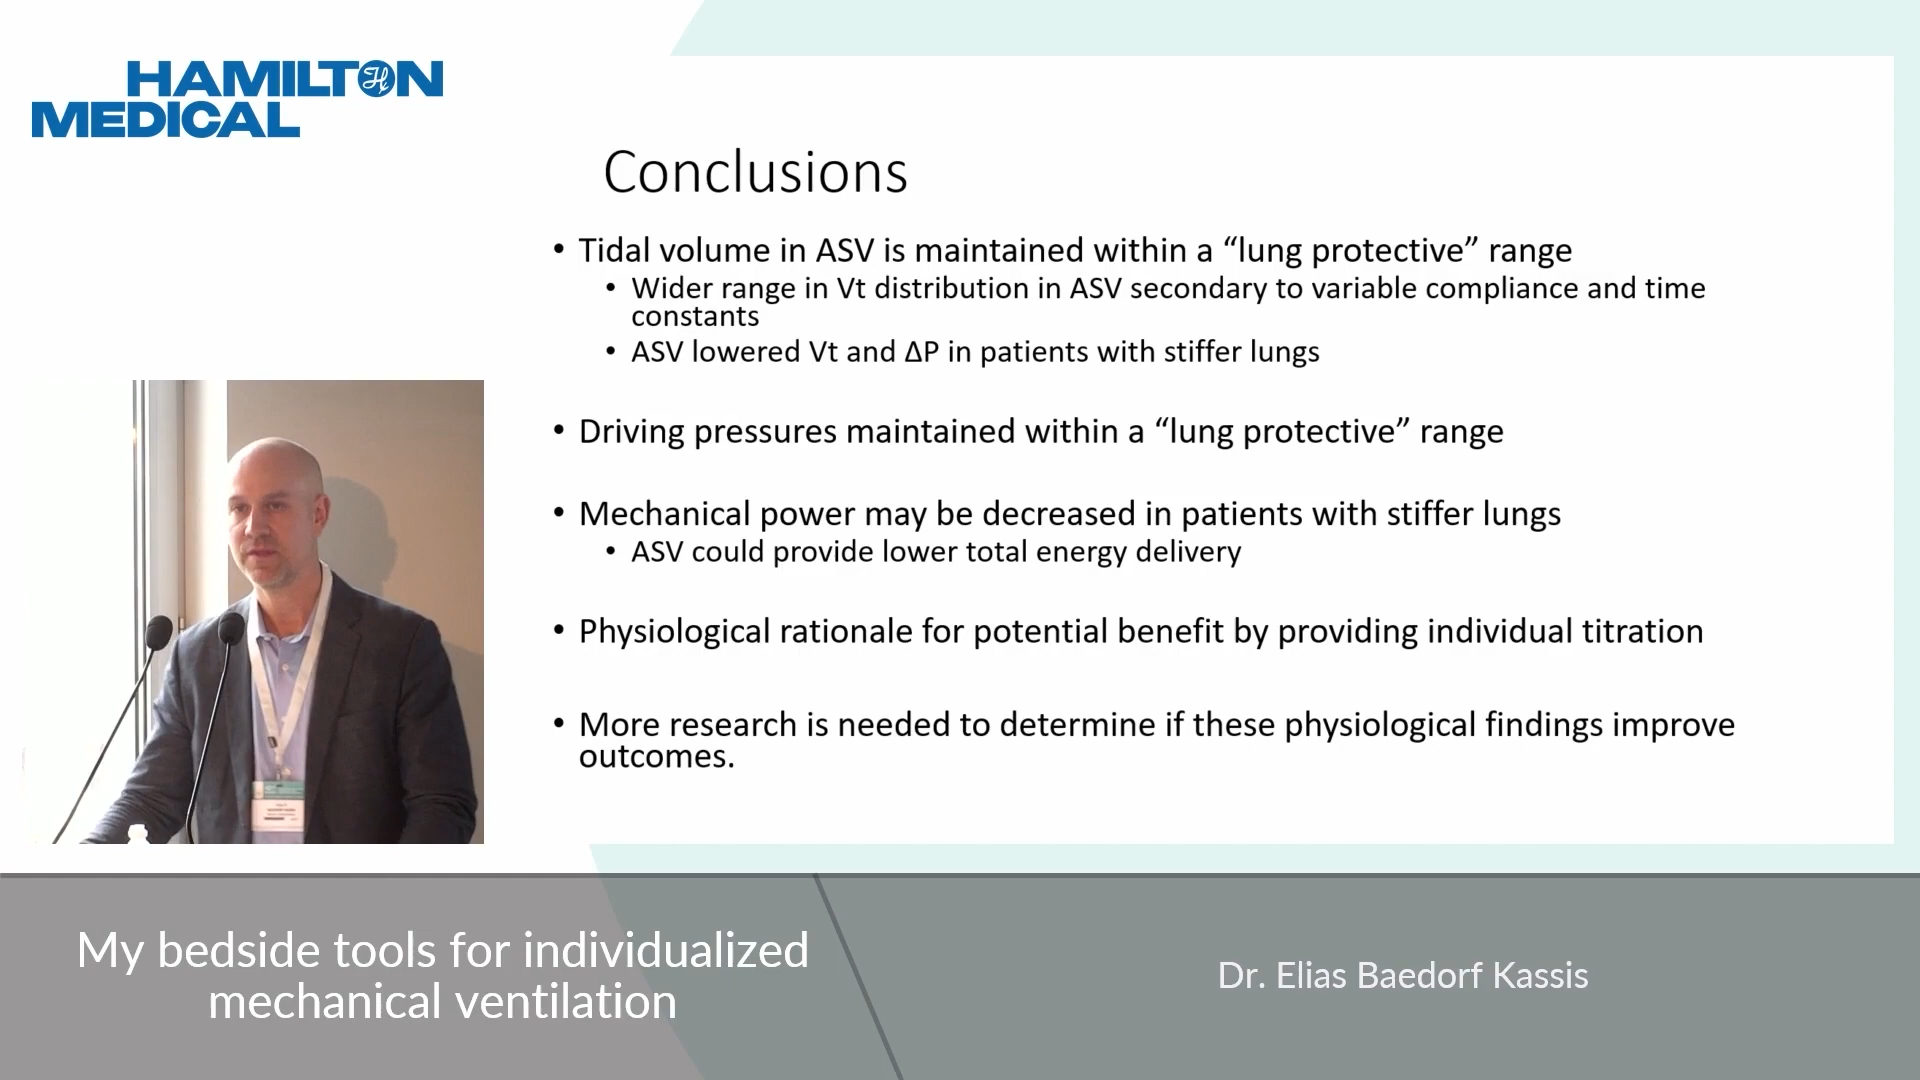 HAMILTON
MEDICAL
Conclusions
• Tidal volume in ASV is maintained within a “lung protective” range
• Wider range in Vt distribution in ASV secondary to variable compliance and time
constants
• ASV lowered Vt and ΔP in patients with stiffer lungs
• Driving pressures maintained within a “lung protective” range
• Mechanical power may be decreased in patients with stiffer lungs
• ASV could provide lower total energy delivery
• Physiological rationale for potential benefit by providing individual titration
• More research is needed to determine if these physiological findings improve
outcomes.
My bedside tools for individualized
mechanical ventilation
Dr. Elias Baedorf Kassis